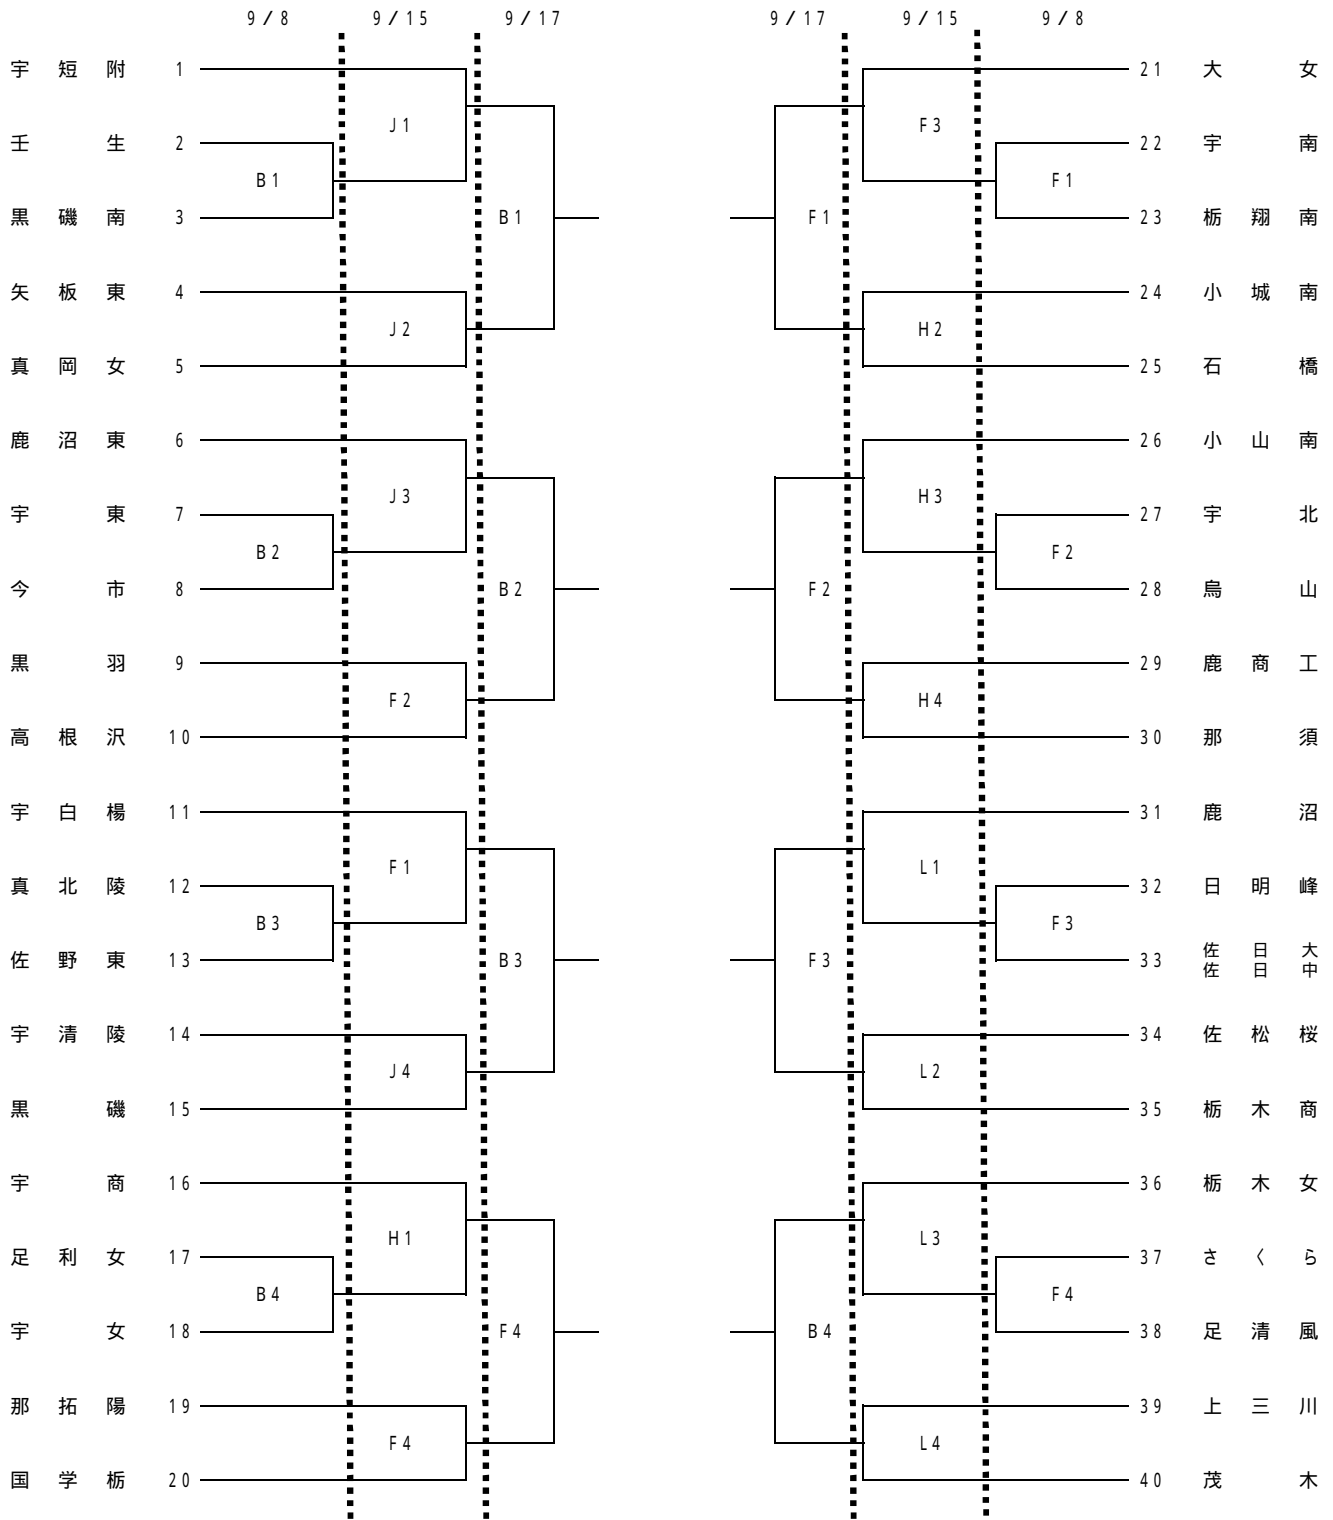 9/8 9/15 9/17 9/17 9/15 9/8
宇短附 1 21 大女
J1 F3
壬生 2 22 宇南
B1 F1
黒磯南 3 B1 F1 23 栃翔南
矢板東 4 24 小城南
J2 H2
真岡女 5 25 石橋
鹿沼東 6 26 小山南
J3 H3
宇東 7 27 宇北
B2 F2
今市 8 B2 F2 28 烏山
黒羽 9 29 鹿商工
F2 H4
高根沢 10 30 那須
宇白楊 11 31 鹿沼
F1 L1
真北陵 12 32 日明峰
B3 F3
佐野東 13 B3 F3 33 佐日大
佐日中
宇清陵 14 34 佐松桜
J4 L2
黒磯 15 35 栃木商
宇商 16 36 栃木女
H1 L3
足利女 17 37 さくら
B4 F4
宇女 18 F4 B4 38 足清風
那拓陽 19 39 上三川
F4 L4
国学栃 20 40 茂木